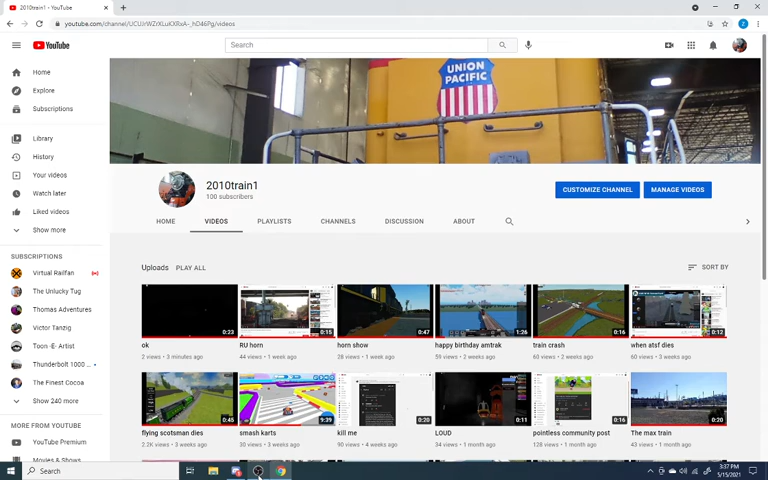 2010train1 - YouTube
youtube.com/channel/
YouTube
Search
UNION
PACIFIC
Home
Explore
Subscriptions
Library
History
Your videos
Watch later
Liked videos
Show more
2010train1
100 subscribers
CUSTOMIZE CHANNEL
MANAGE VIDEOS
HOME VIDEOS PLAYLISTS CHANNELS DISCUSSION ABOUT
SUBSCRIPTIONS
Virtual Railfan
The Unlucky Tug
Thomas Adventures
Victor Tanzig
Toon -E- Artist
Thunderbolt 1000 ...
The Finest Cocoa
Show 240 more
MORE FROM YOUTUBE
YouTube Premium
Movies & Shows
Uploads PLAY ALL SORT BY
0:23 0:15 0:47 1:26 0:16 0:12
ok RU horn horn show happy birthday amtrak train crash when atsf dies
2 views • 3 minutes ago 44 views • 1 week ago 28 views • 1 week ago 59 views • 2 weeks ago 60 views • 2 weeks ago 60 views • 3 weeks ago
0:45 9:39 0:20 0:11 0:16 0:20
flying scotsman dies smash karts kill me LOUD pointless community post The max train
2.3K views • 3 weeks ago 30 views • 3 weeks ago 90 views • 4 weeks ago 34 views • 1 month ago 128 views • 1 month ago 43 views • 1 month ago
Search
3:37 PM
5/15/2021